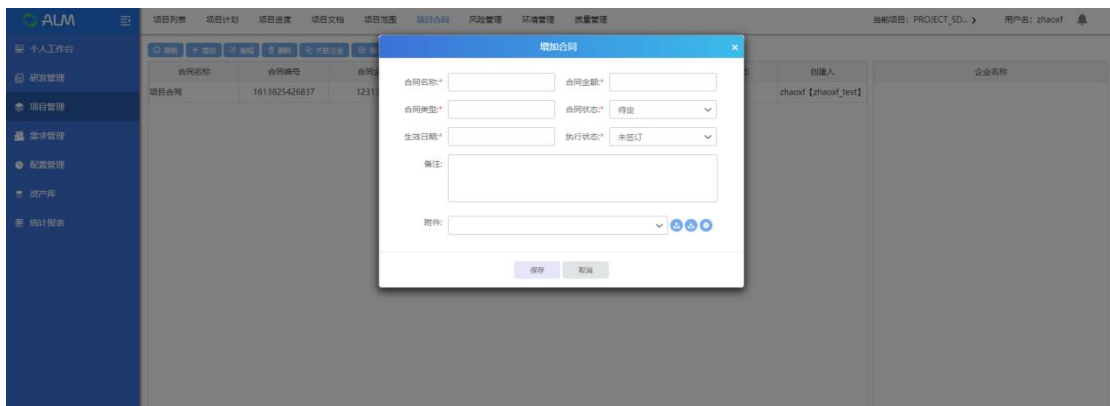 ALM
项目列表 项目计划 项目进度 项目文档 项目范围 项目合同 风险管理 环境管理 质量管理 当前项目：PROJECT_SD... 用户名：zhaoxf
个人工作台
研发管理
项目管理
需求管理
配置管理
资产库
统计报表
刷新 增加 编辑 删除 关联企业
合同名称 合同编号 创建人 企业名称
项目合同 1613825426837 12313 zhaoxf【zhaoxf_test】
增加合同 ×
合同名称:* 合同金额:*
合同类型:* 合同状态:* 待定
生效日期:* 执行状态:* 未签订
备注:
附件:
保存 取消